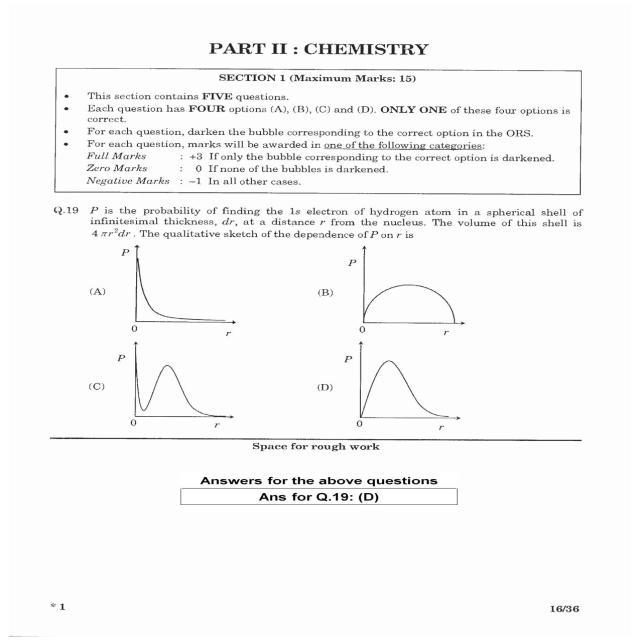 PART II : CHEMISTRY
SECTION 1 (Maximum Marks: 15)
• This section contains FIVE questions.
• Each question has FOUR options (A), (B), (C) and (D). ONLY ONE of these four options is
correct.
• For each question, darken the bubble corresponding to the correct option in the ORS.
• For each question, marks will be awarded in one of the following categories:
Full Marks : +3 If only the bubble corresponding to the correct option is darkened.
Zero Marks : 0 If none of the bubbles is darkened.
Negative Marks : −1 In all other cases.
Q.19 P is the probability of finding the 1s electron of hydrogen atom in a spherical shell of
infinitesimal thickness, dr, at a distance r from the nucleus. The volume of this shell is
4 πr²dr . The qualitative sketch of the dependence of P on r is
(A) P 0 r
(B) P 0 r
(C) P 0 r
(D) P 0 r
Space for rough work
Answers for the above questions
Ans for Q.19: (D)
* 1 16/36